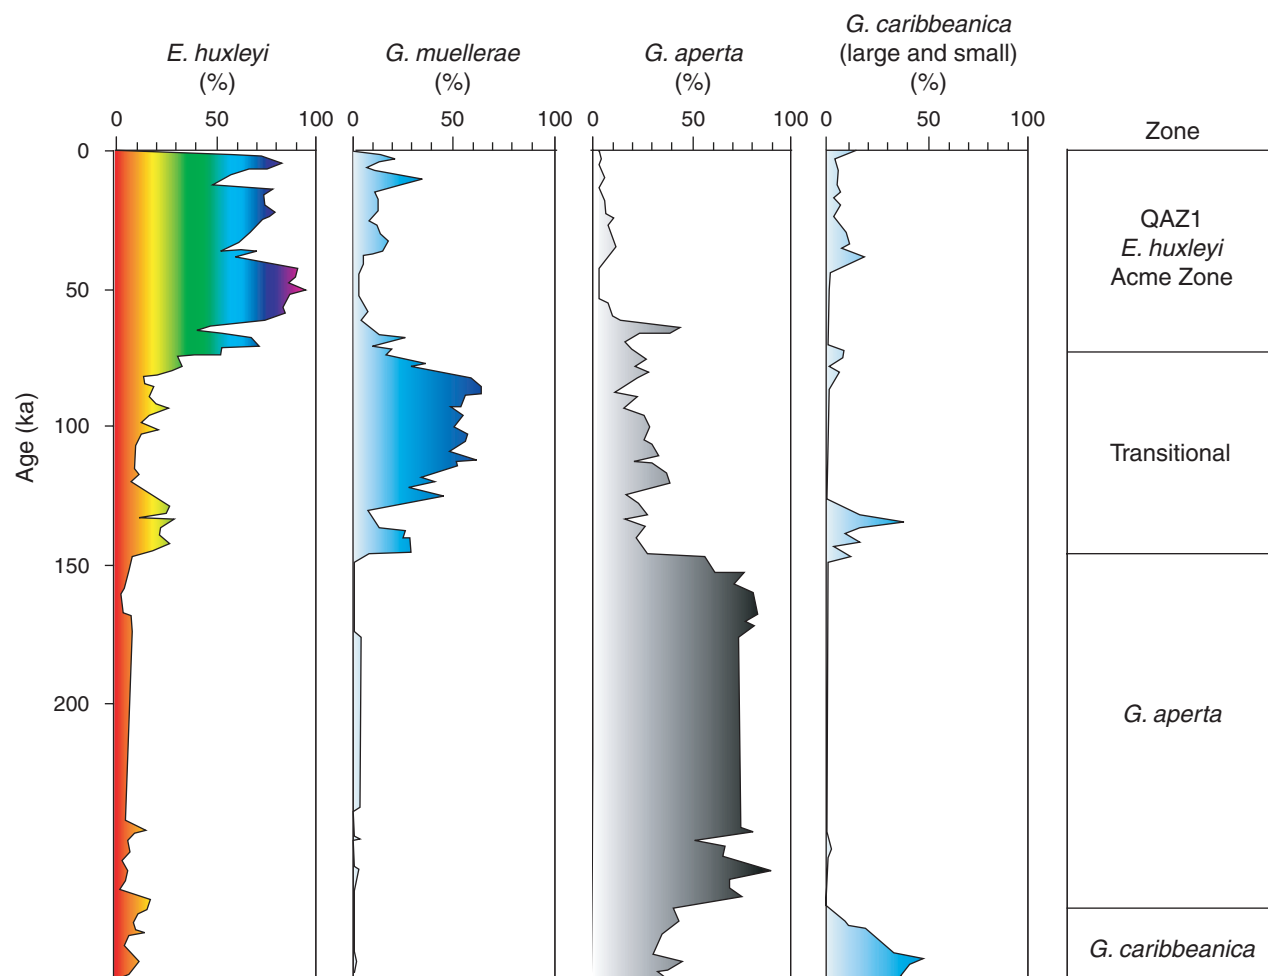 E. huxleyi
(%)
G. muellerae
(%)
G. aperta
(%)
G. caribbeanica
(large and small)
(%)
0 50 100
0 50 100
0 50 100
0 50 100
Zone
0
50
100
150
200
Age (ka)
QAZ1
E. huxleyi
Acme Zone
Transitional
G. aperta
G. caribbeanica